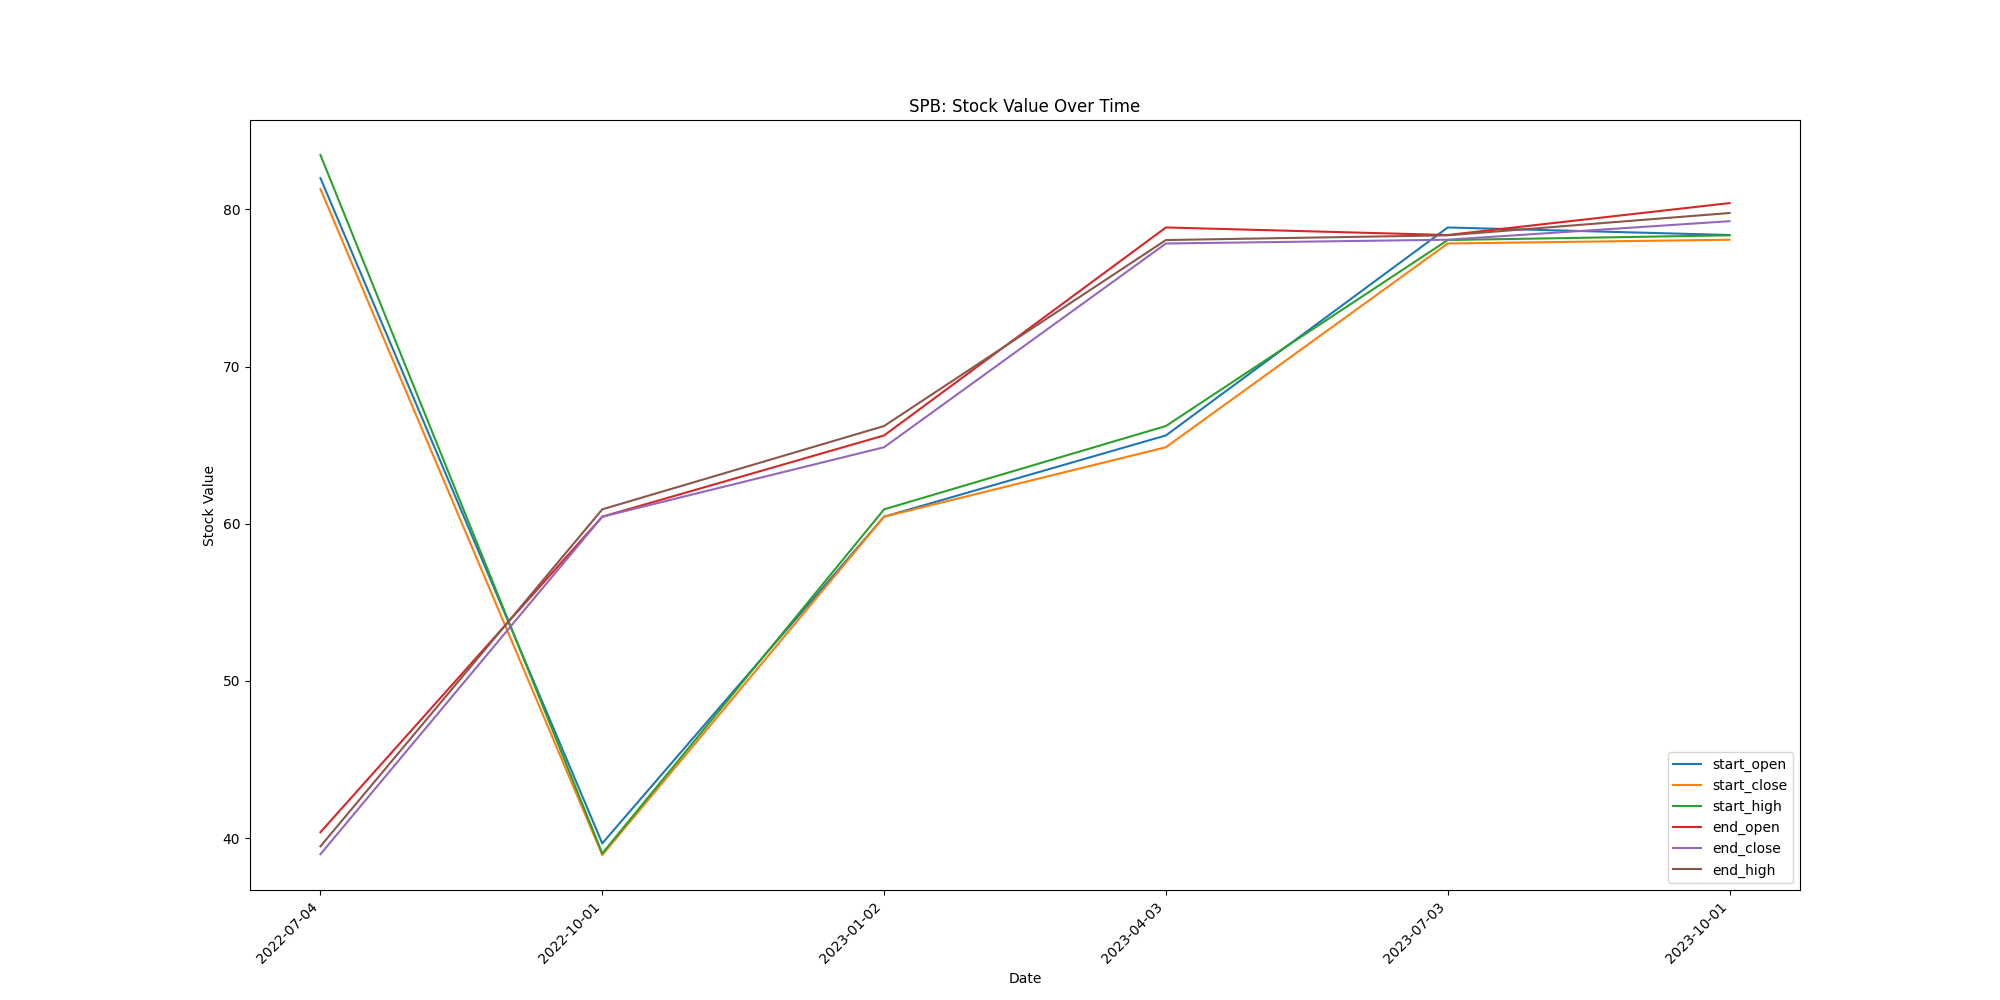 SPB: Stock Value Over Time
Stock Value
80
70
60
50
40
start_open
start_close
start_high
end_open
end_close
end_high
2022-07-04
2022-10-01
2023-01-02
2023-04-03
2023-07-03
2023-10-01
Date